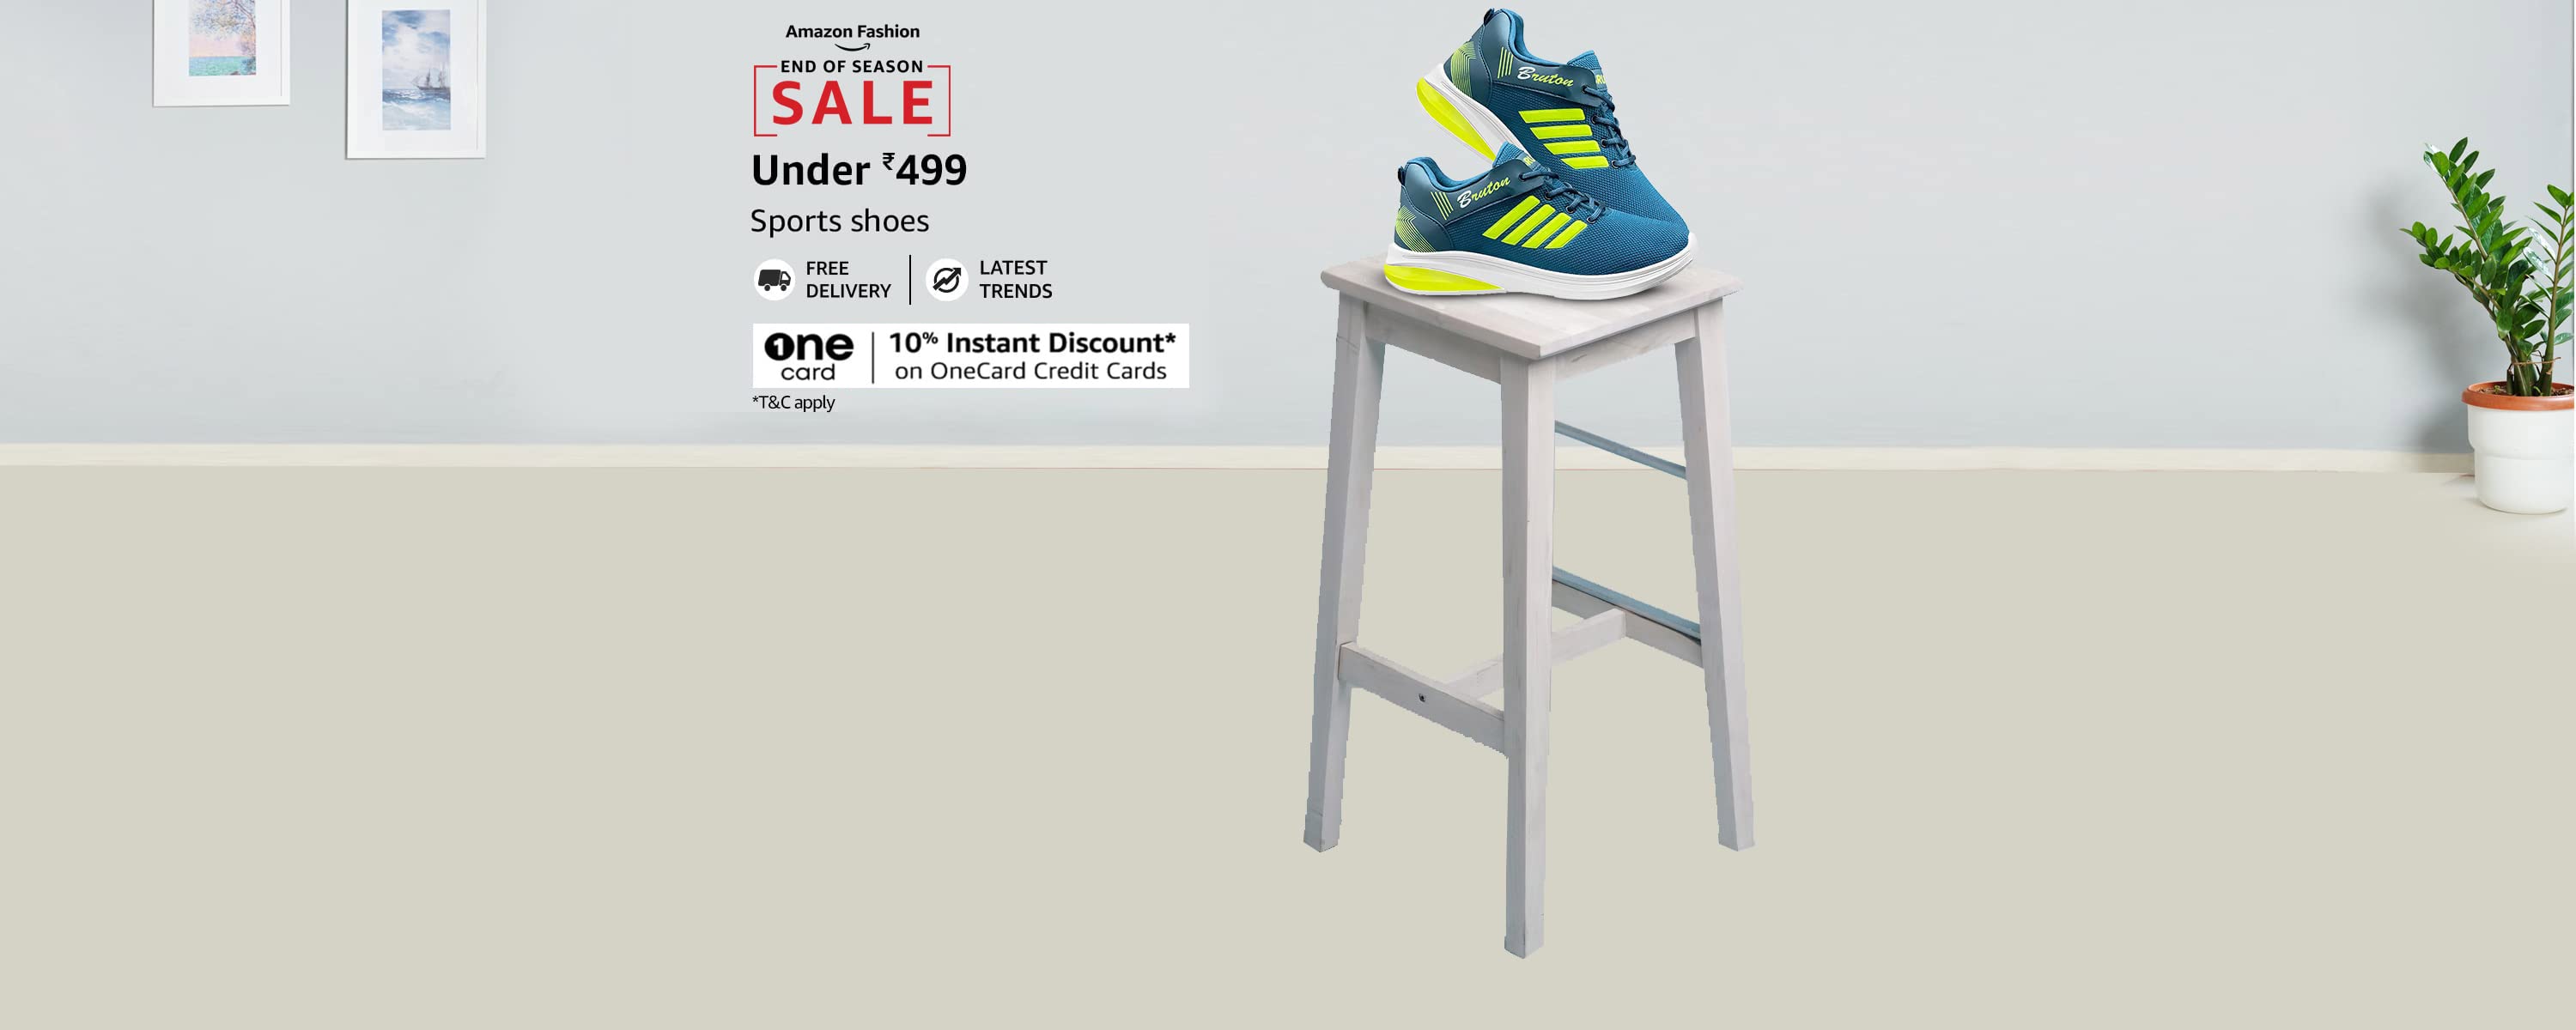 Amazon Fashion
END OF SEASON
SALE
Under ₹499
Sports shoes
FREE
DELIVERY
LATEST
TRENDS
one
card
10% Instant Discount*
on OneCard Credit Cards
*T&C apply
Bruton
Bruton